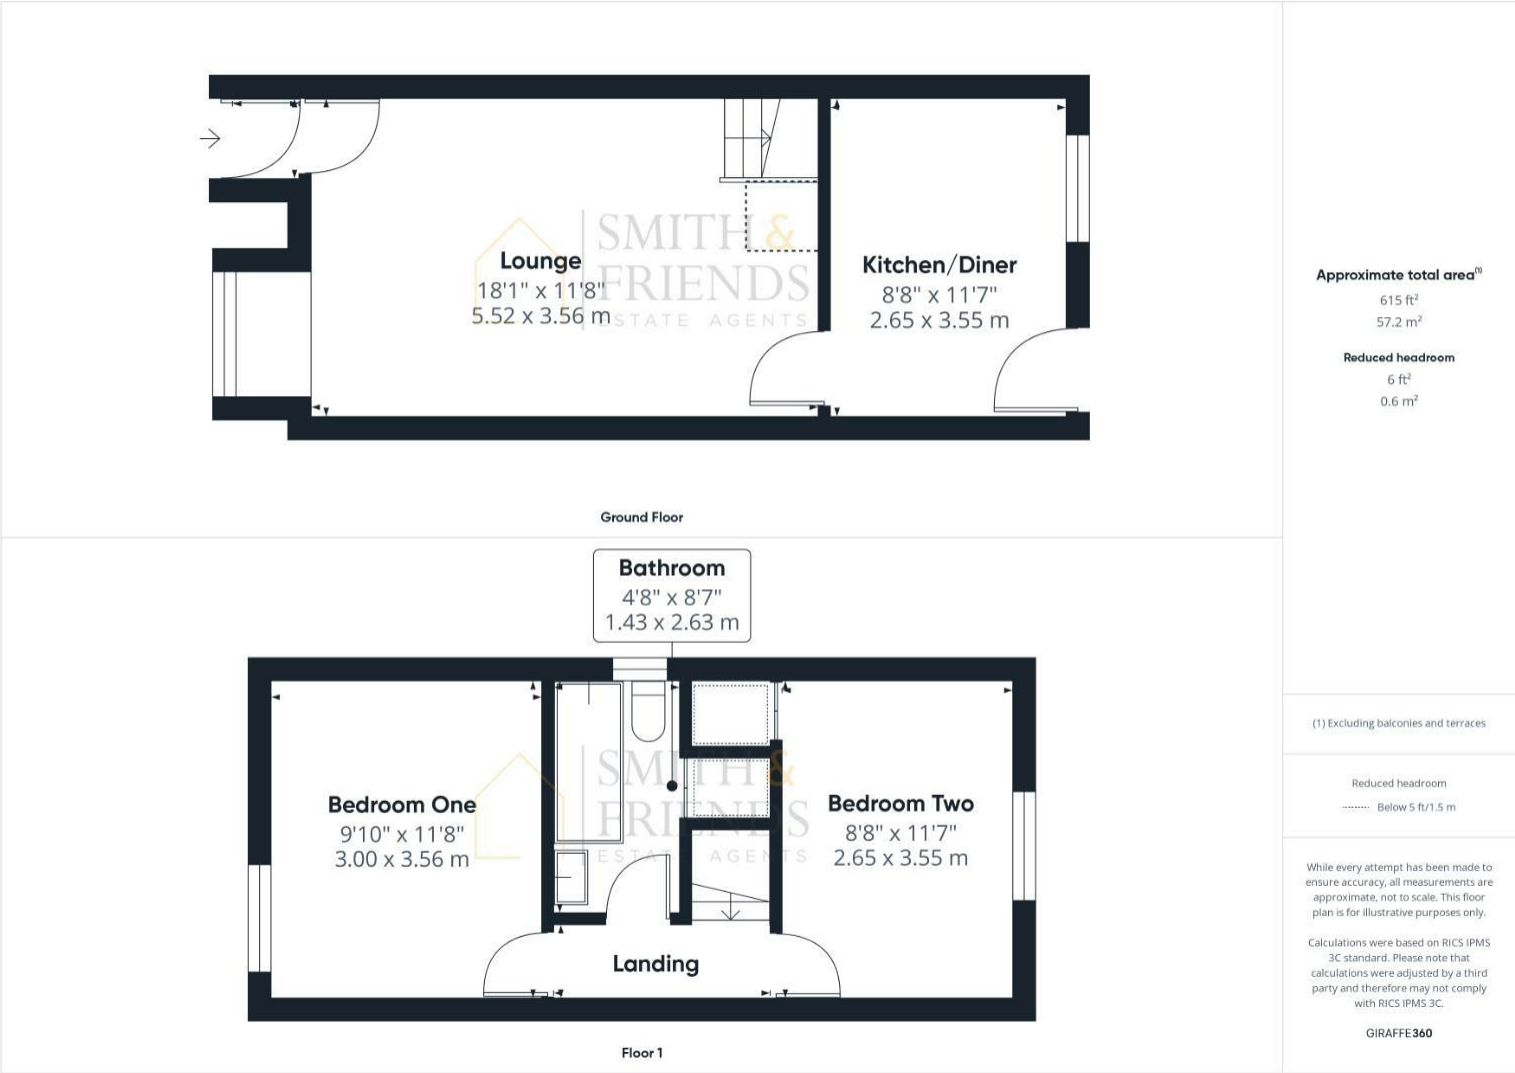 SMITH &
FRIENDS
ESTATE AGENTS
Lounge
18'1" x 11'8"
5.52 x 3.56 m
Kitchen/Diner
8'8" x 11'7"
2.65 x 3.55 m
Ground Floor
Bathroom
4'8" x 8'7"
1.43 x 2.63 m
SMITH &
FRIENDS
ESTATE AGENTS
Bedroom One
9'10" x 11'8"
3.00 x 3.56 m
Bedroom Two
8'8" x 11'7"
2.65 x 3.55 m
Landing
Floor 1
Approximate total area(1)
615 ft²
57.2 m²
Reduced headroom
6 ft²
0.6 m²
(1) Excluding balconies and terraces
Reduced headroom
Below 5 ft/1.5 m
While every attempt has been made to
ensure accuracy, all measurements are
approximate, not to scale. This floor
plan is for illustrative purposes only.
Calculations were based on RICS IPMS
3C standard. Please note that
calculations were adjusted by a third
party and therefore may not comply
with RICS IPMS 3C.
GIRAFFE360